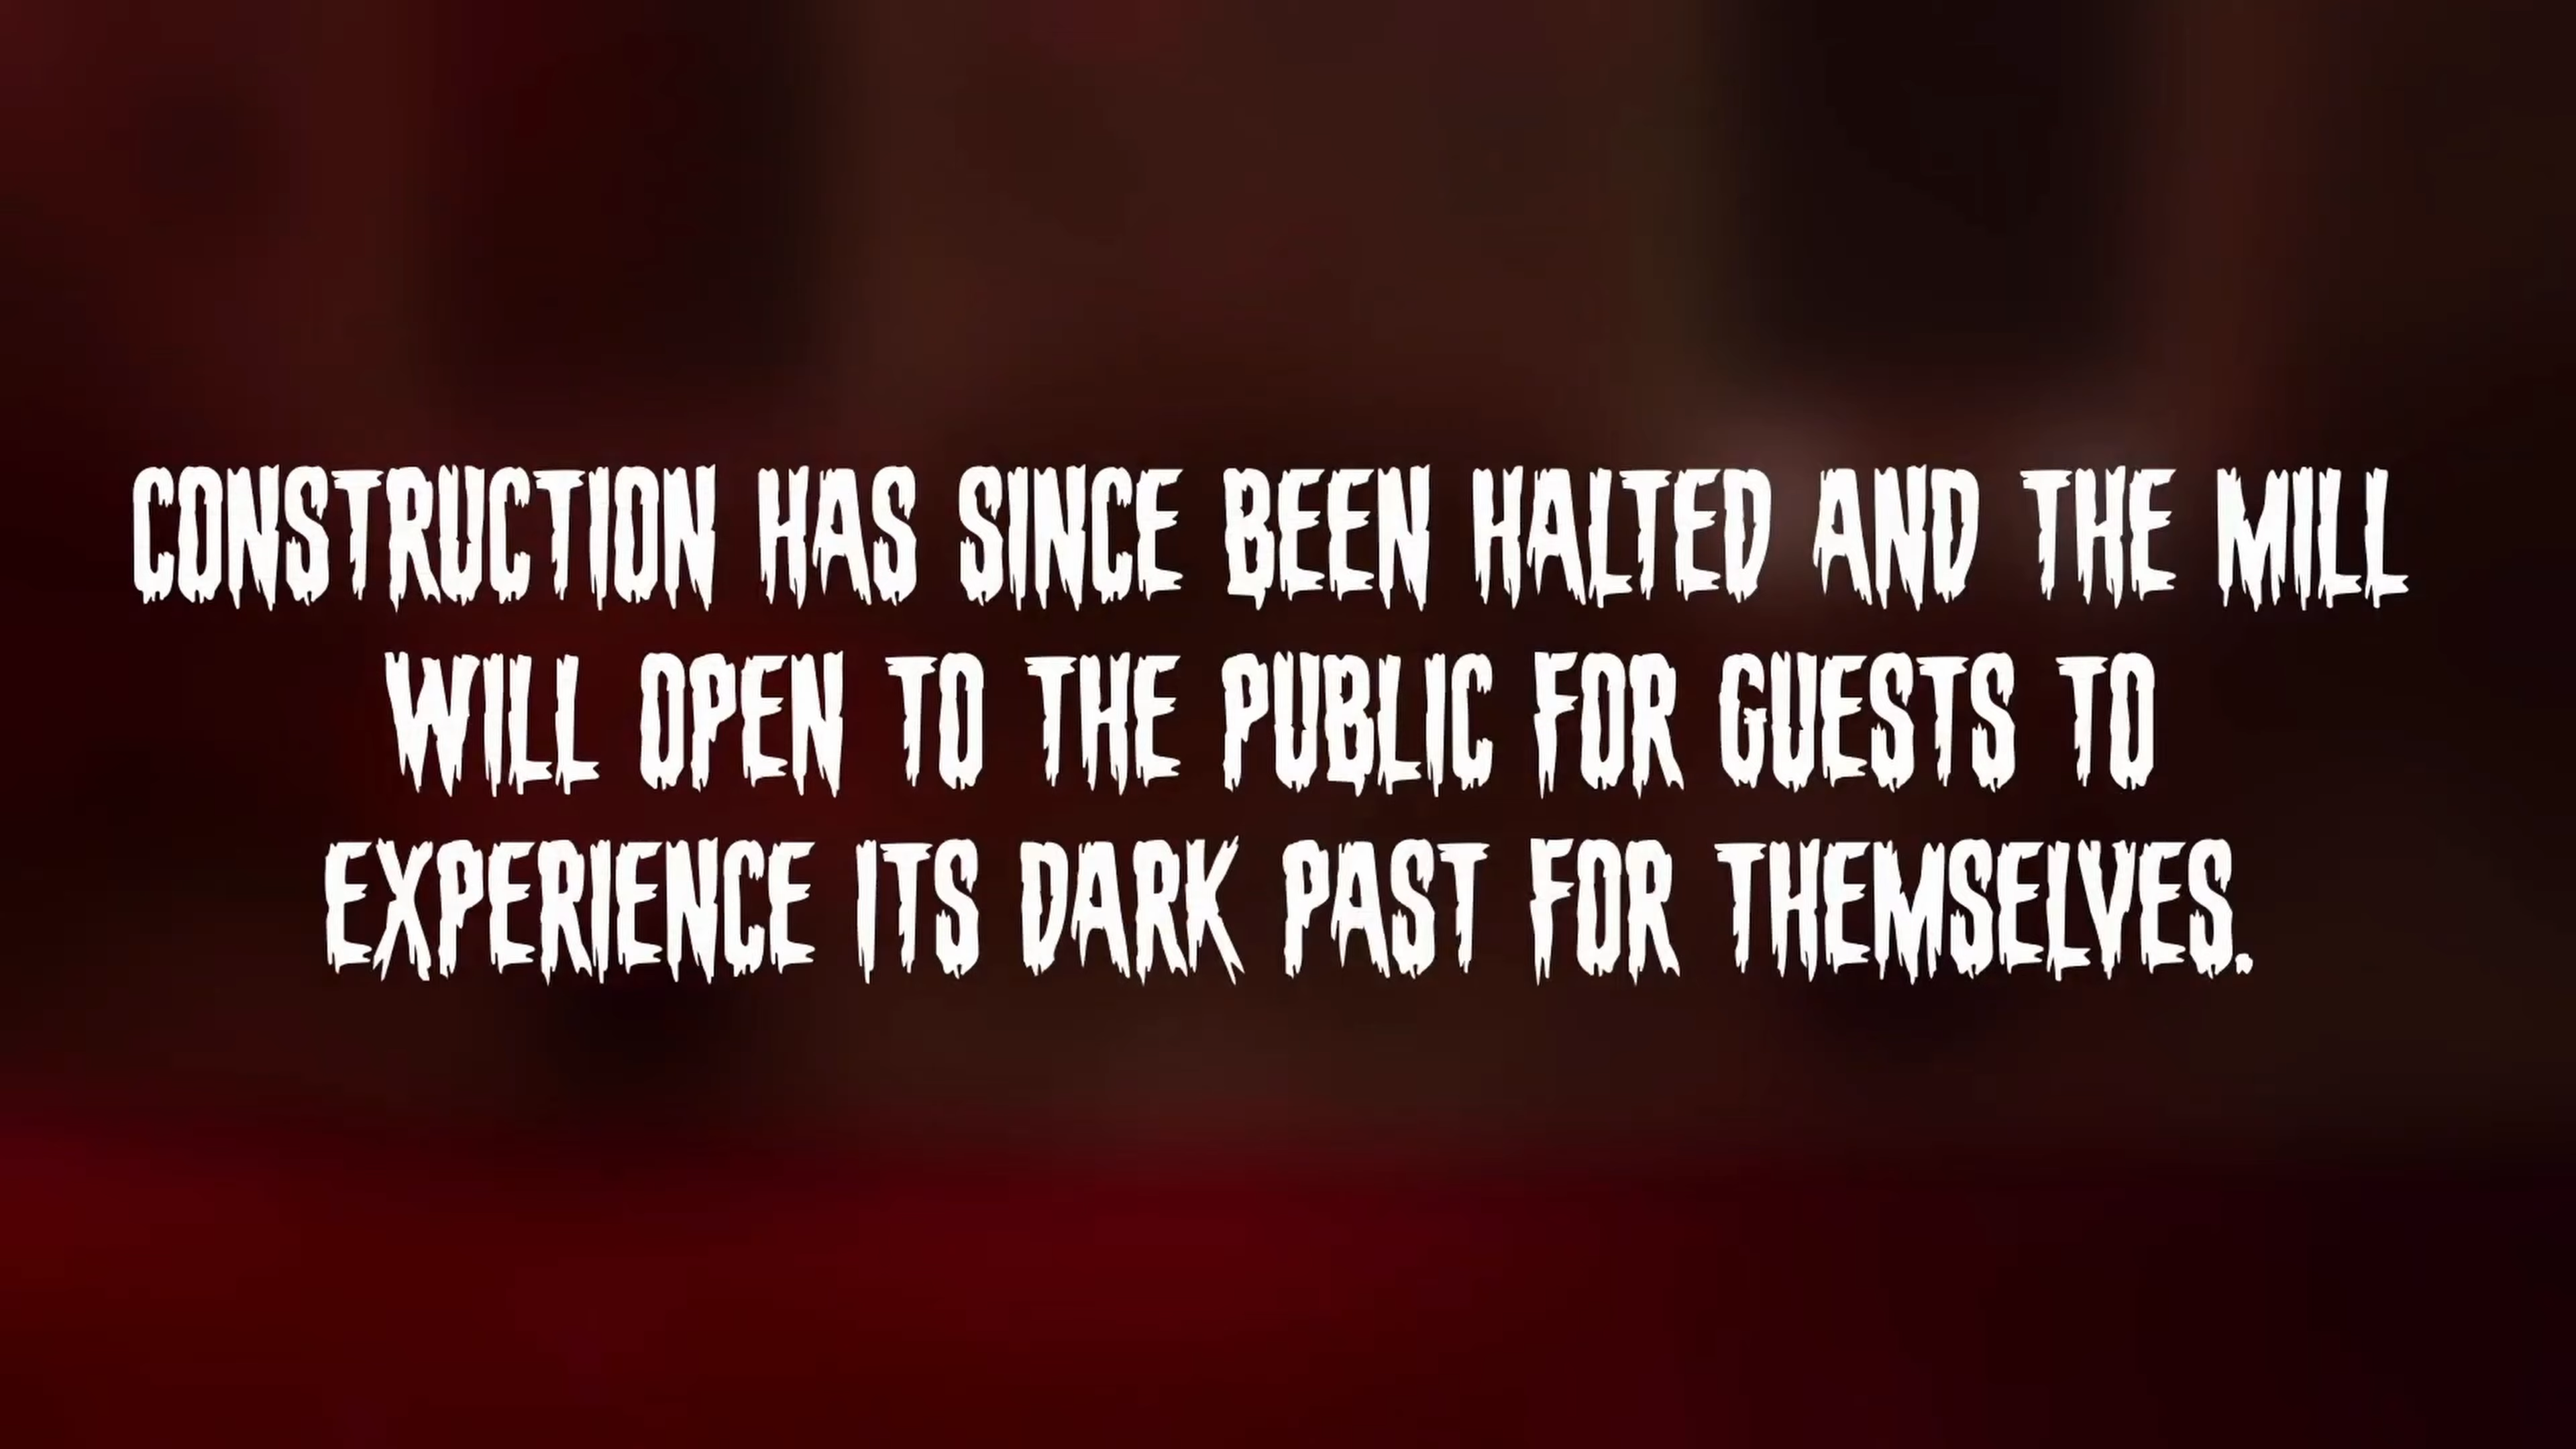 CONSTRUCTION HAS SINCE BEEN HALTED AND THE MILL
WILL OPEN TO THE PUBLIC FOR GUESTS TO
EXPERIENCE ITS DARK PAST FOR THEMSELVES.